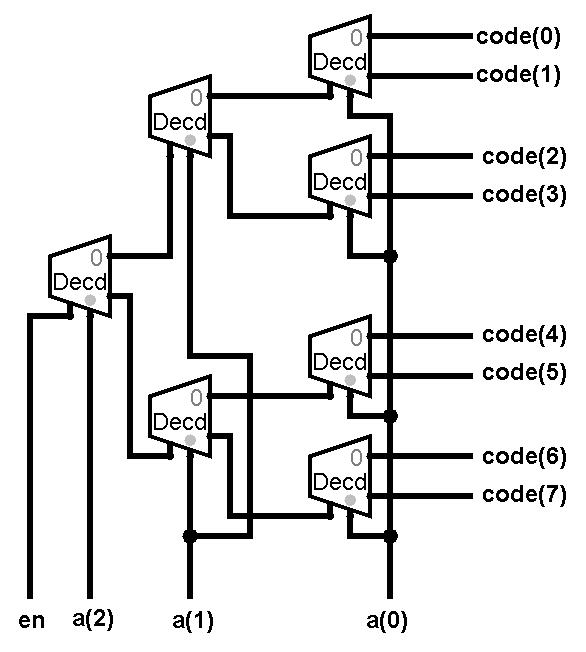 0
Decd
code(0)
code(1)
0
Decd
0
Decd
code(2)
code(3)
0
Decd
0
Decd
code(4)
code(5)
0
Decd
0
Decd
code(6)
code(7)
en a(2) a(1) a(0)